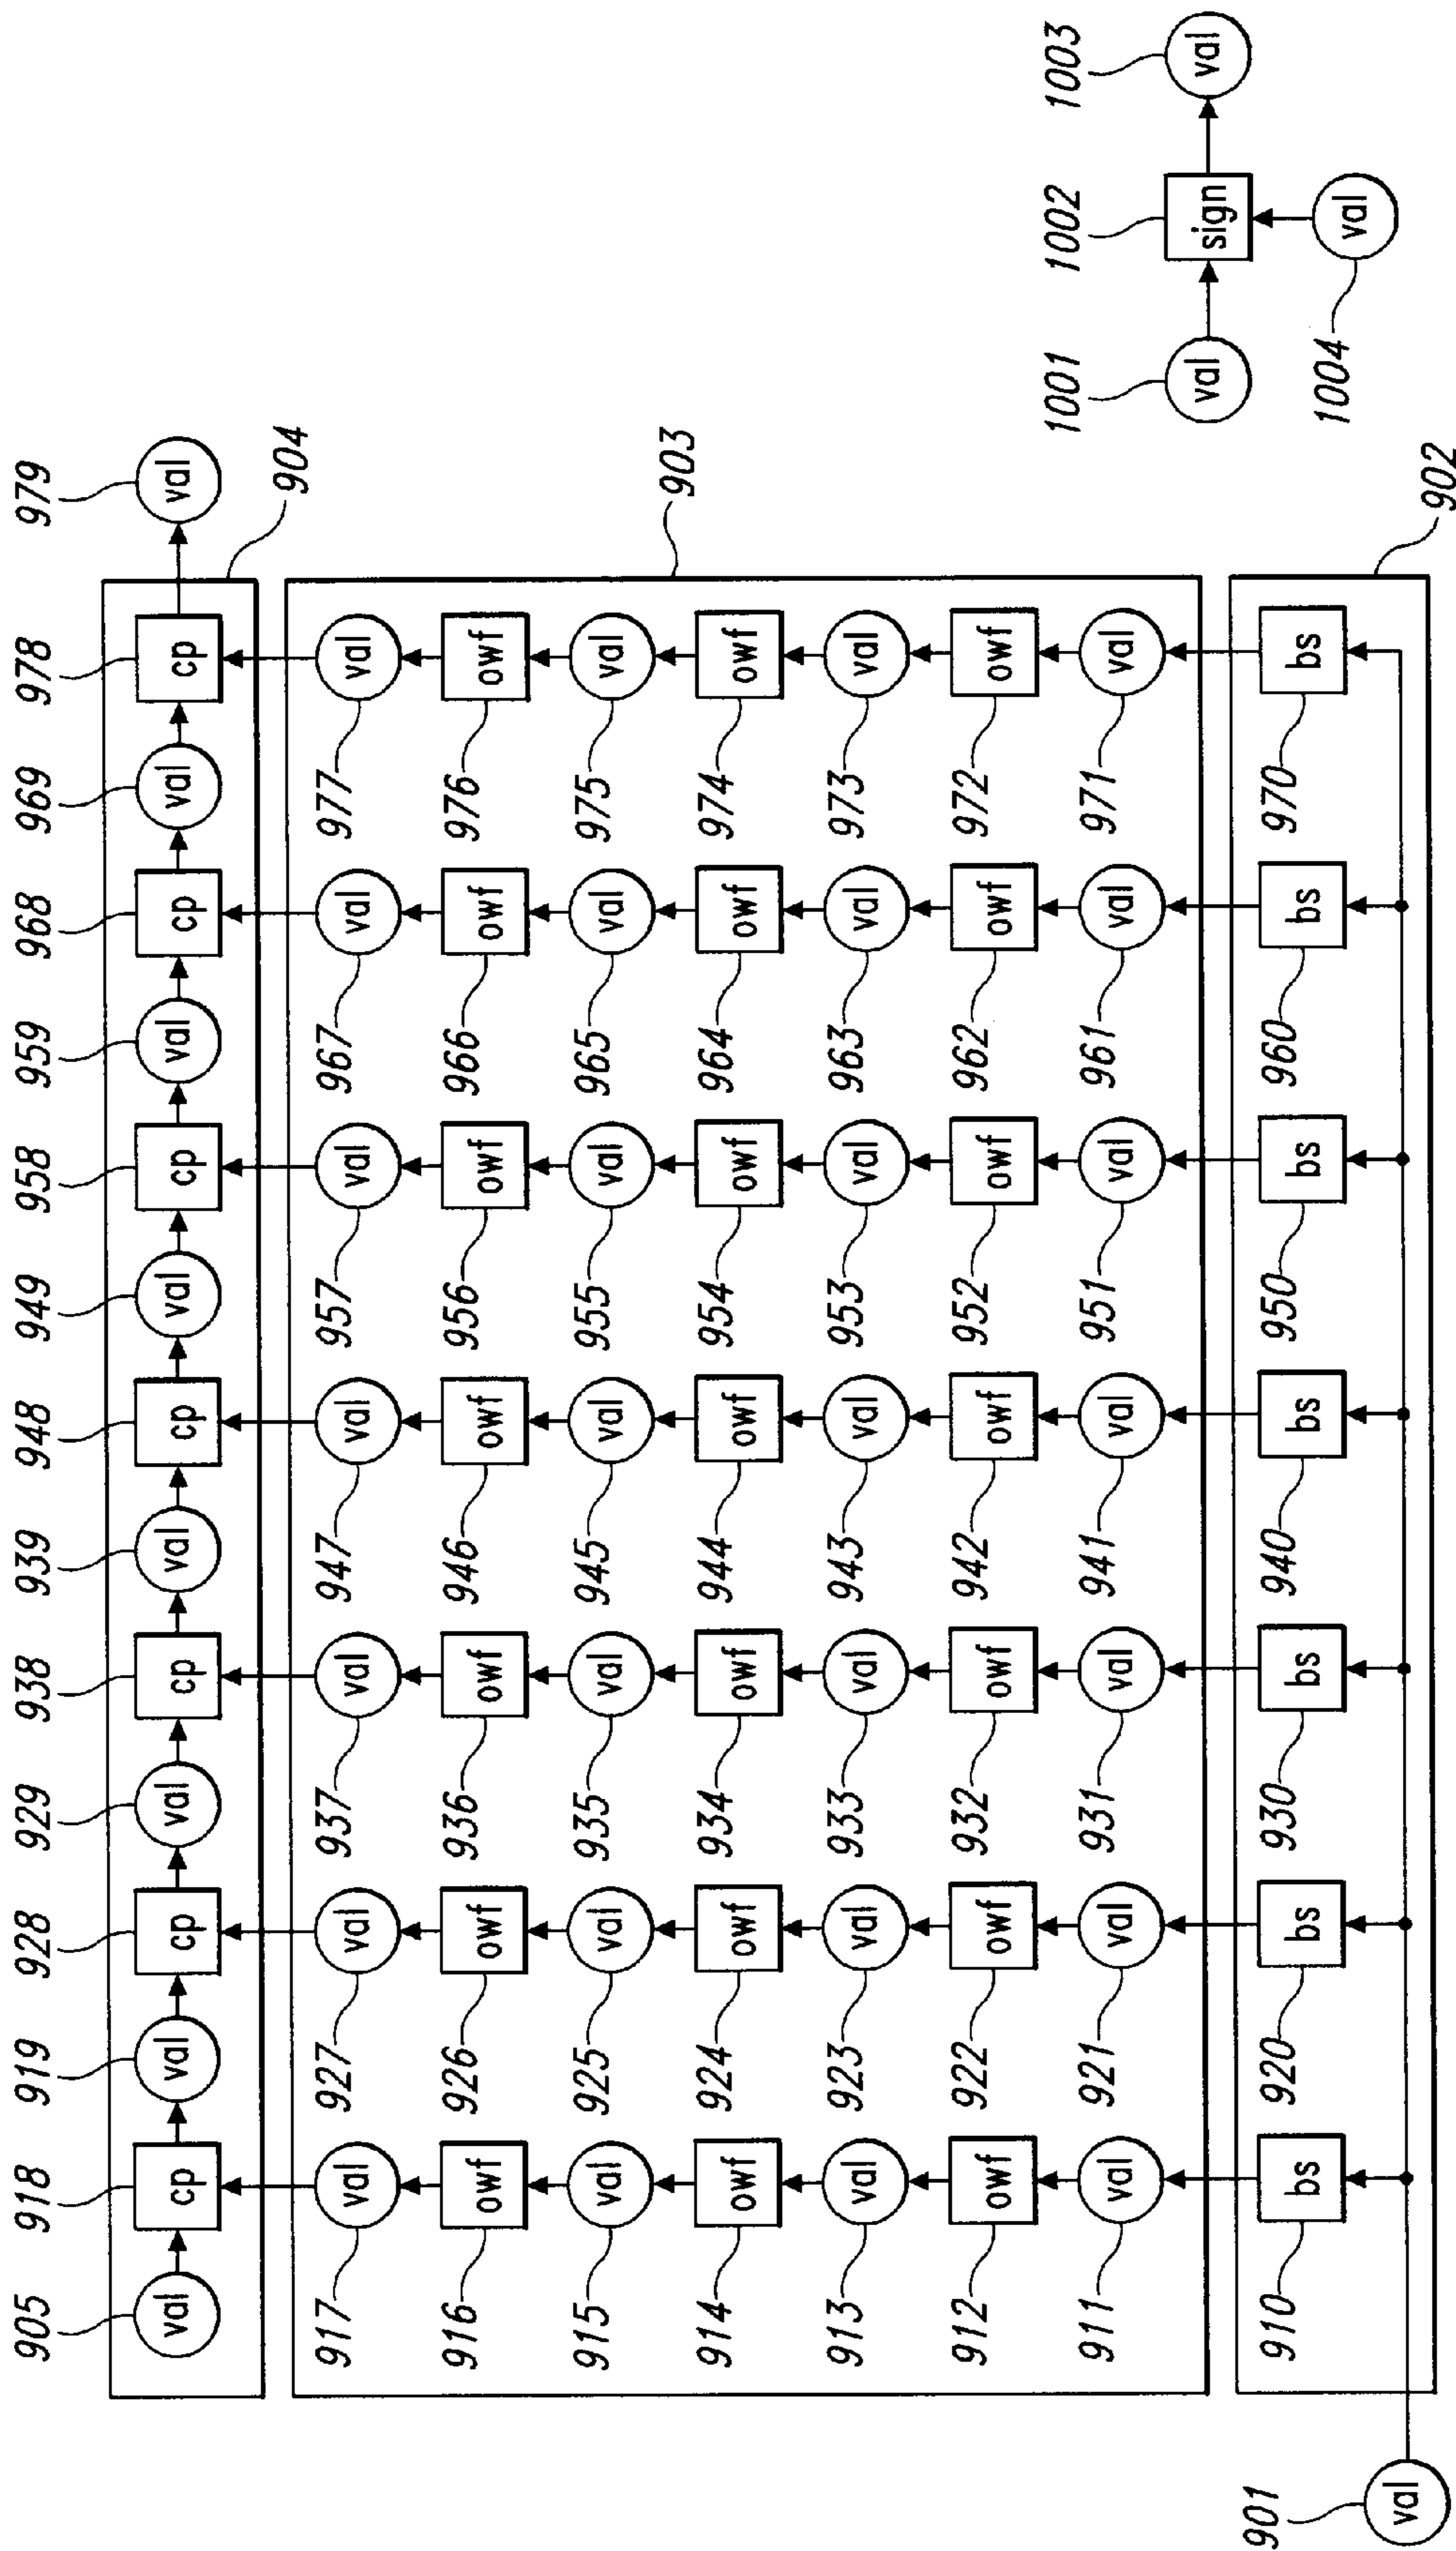 905 918 919 928 929 938 939 948 949 958 959 968 969 978 979
val cp val cp val cp val cp val cp val cp val cp val
904
val val val val val val val
917 927 937 947 957 967 977
owf owf owf owf owf owf owf
916 926 936 946 956 966 976
val val val val val val val
915 925 935 945 955 965 975
903
owf owf owf owf owf owf owf
914 924 934 944 954 964 974
val val val val val val val
913 923 933 943 953 963 973
owf owf owf owf owf owf owf
912 922 932 942 952 962 972
val val val val val val val
911 921 931 941 951 961 971
bs bs bs bs bs bs bs
910 920 930 940 950 960 970
902
901
val
1001 1002 1003
val sign val
val
1004